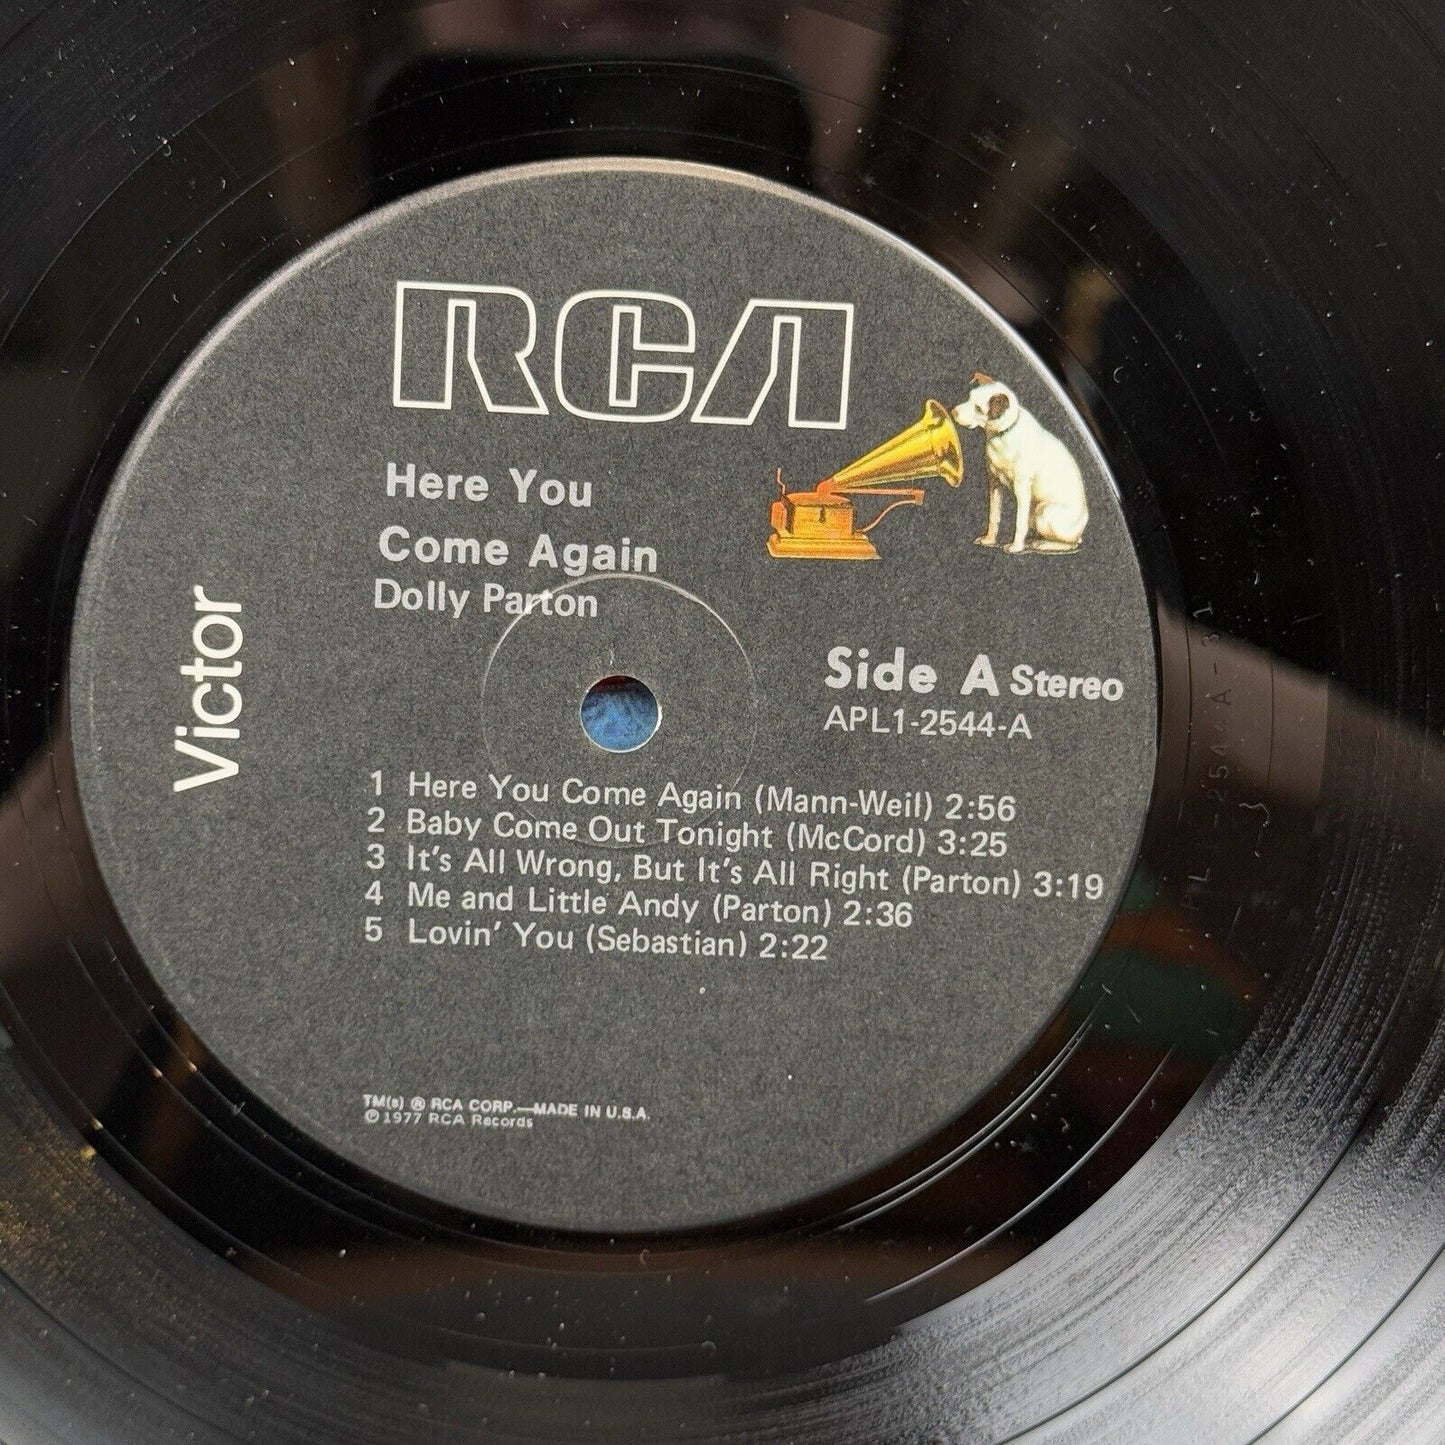 RCA
Here You
Come Again
Dolly Parton
Victor
Side A Stereo
APL1-2544-A
1 Here You Come Again (Mann-Weil) 2:56
2 Baby Come Out Tonight (McCord) 3:25
3 It's All Wrong, But It's All Right (Parton) 3:19
4 Me and Little Andy (Parton) 2:36
5 Lovin' You (Sebastian) 2:22
TM(s) ® RCA CORP.—MADE IN U.S.A.
℗ 1977 RCA Records